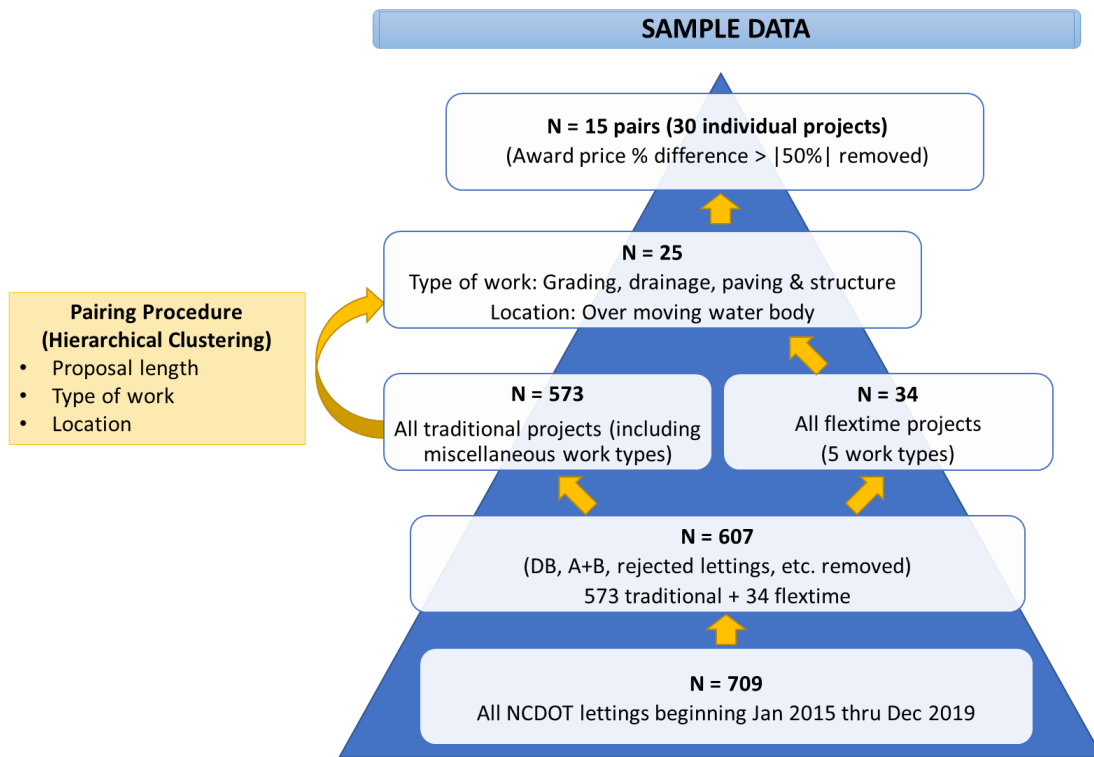 SAMPLE DATA
N = 15 pairs (30 individual projects)
(Award price % difference > |50%| removed)
N = 25
Type of work: Grading, drainage, paving & structure
Location: Over moving water body
Pairing Procedure
(Hierarchical Clustering)
• Proposal length
• Type of work
• Location
N = 573
All traditional projects (including
miscellaneous work types)
N = 34
All flextime projects
(5 work types)
N = 607
(DB, A+B, rejected lettings, etc. removed)
573 traditional + 34 flextime
N = 709
All NCDOT lettings beginning Jan 2015 thru Dec 2019